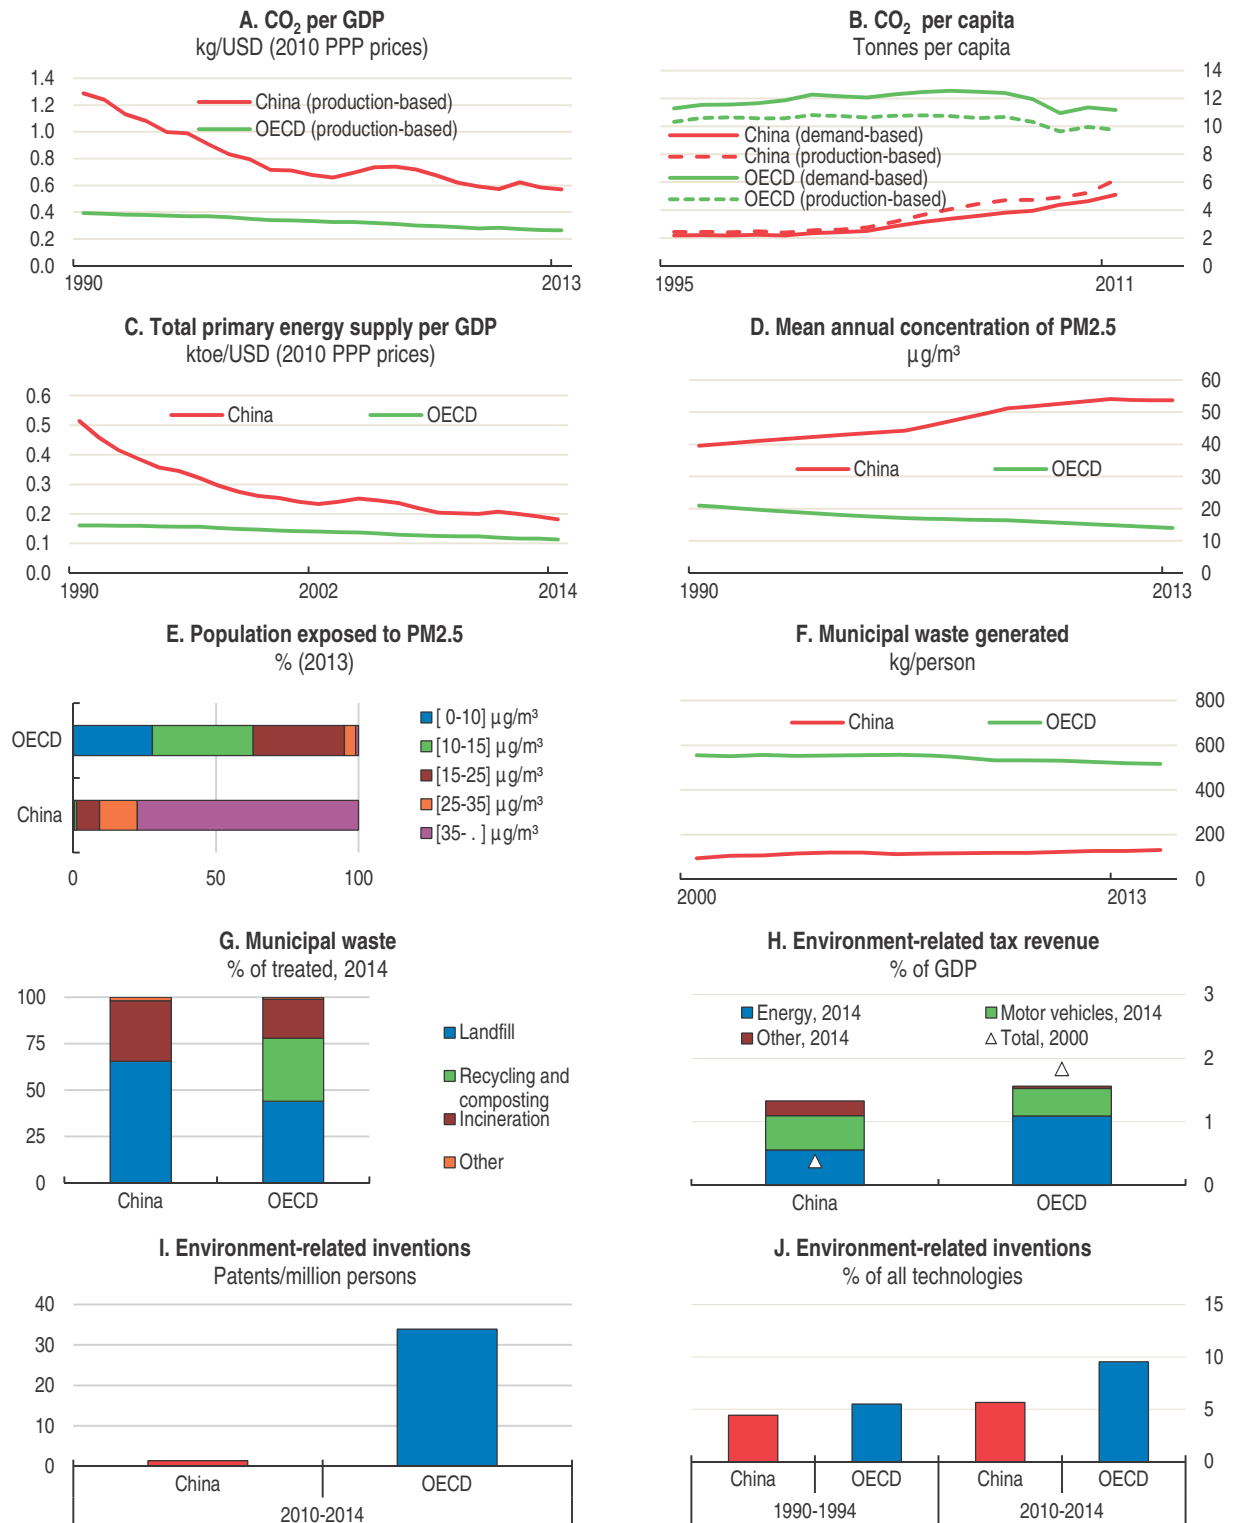 A. CO2 per GDP
kg/USD (2010 PPP prices)
1.4
1.2
1.0
0.8
0.6
0.4
0.2
0.0
China (production-based)
OECD (production-based)
1990
2013
B. CO2 per capita
Tonnes per capita
14
12
10
8
6
4
2
0
China (demand-based)
China (production-based)
OECD (demand-based)
OECD (production-based)
1995
2011
C. Total primary energy supply per GDP
ktoe/USD (2010 PPP prices)
0.6
0.5
0.4
0.3
0.2
0.1
0.0
China
OECD
1990
2002
2014
D. Mean annual concentration of PM2.5
µg/m³
60
50
40
30
20
10
0
China
OECD
1990
2013
E. Population exposed to PM2.5
% (2013)
OECD
China
0
50
100
[ 0-10] µg/m³
[10-15] µg/m³
[15-25] µg/m³
[25-35] µg/m³
[35- . ] µg/m³
F. Municipal waste generated
kg/person
800
600
400
200
0
China
OECD
2000
2013
G. Municipal waste
% of treated, 2014
100
75
50
25
0
China
OECD
Landfill
Recycling and
composting
Incineration
Other
H. Environment-related tax revenue
% of GDP
3
2
1
0
Energy, 2014
Motor vehicles, 2014
Other, 2014
Total, 2000
China
OECD
I. Environment-related inventions
Patents/million persons
40
30
20
10
0
China
OECD
2010-2014
J. Environment-related inventions
% of all technologies
15
10
5
0
China
OECD
China
OECD
1990-1994
2010-2014